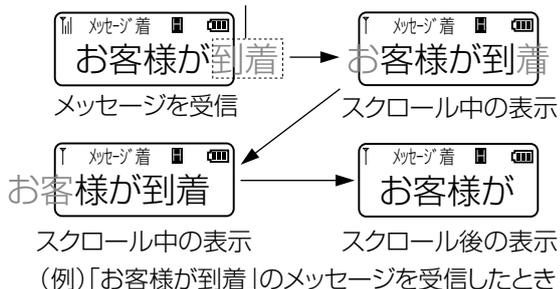 メッセージ着
お客様が到着
メッセージを受信
メッセージ着
お客様が到着
スクロール中の表示
メッセージ着
お客様が到着
スクロール中の表示
メッセージ着
お客様が
スクロール後の表示
(例)「お客様が到着」のメッセージを受信したとき